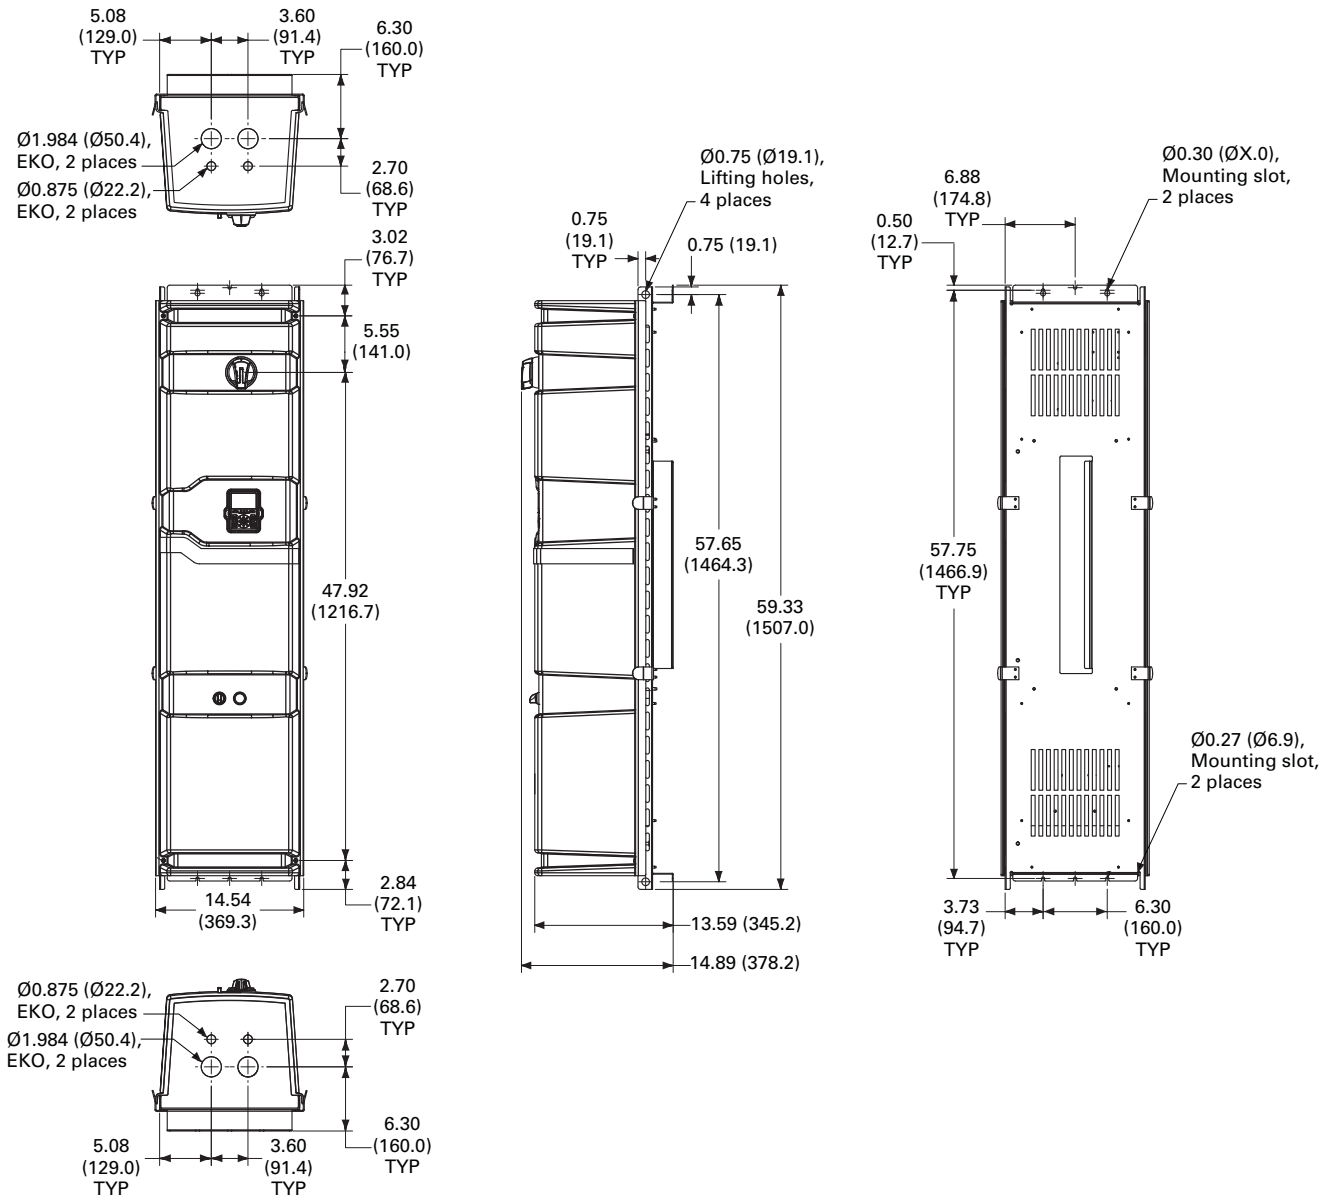 5.08
(129.0)
TYP
3.60
(91.4)
TYP
6.30
(160.0)
TYP
Ø1.984 (Ø50.4),
EKO, 2 places
Ø0.875 (Ø22.2),
EKO, 2 places
2.70
(68.6)
TYP
3.02
(76.7)
TYP
5.55
(141.0)
47.92
(1216.7)
14.54
(369.3)
2.84
(72.1)
TYP
Ø0.875 (Ø22.2),
EKO, 2 places
Ø1.984 (Ø50.4),
EKO, 2 places
2.70
(68.6)
TYP
6.30
(160.0)
TYP
5.08
(129.0)
TYP
3.60
(91.4)
TYP
Ø0.75 (Ø19.1),
Lifting holes,
4 places
0.75
(19.1)
TYP
0.75 (19.1)
57.65
(1464.3)
59.33
(1507.0)
13.59 (345.2)
14.89 (378.2)
Ø0.30 (ØX.0),
Mounting slot,
2 places
6.88
(174.8)
TYP
0.50
(12.7)
TYP
57.75
(1466.9)
TYP
Ø0.27 (Ø6.9),
Mounting slot,
2 places
3.73
(94.7)
TYP
6.30
(160.0)
TYP